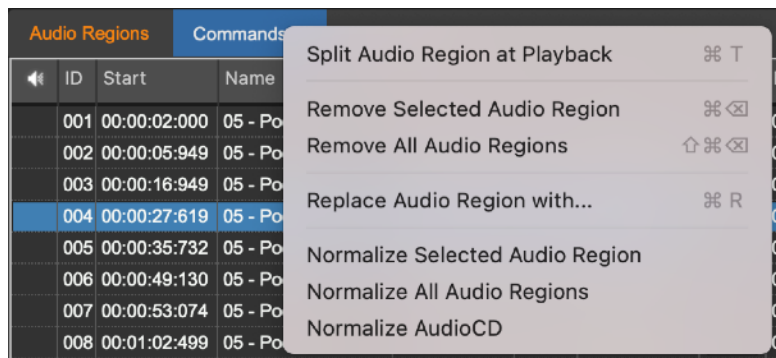 Audio Regions Commands
ID Start Name
Split Audio Region at Playback ⌘ T
Remove Selected Audio Region ⌘⌫
Remove All Audio Regions ⇧⌘⌫
Replace Audio Region with... ⌘ R
Normalize Selected Audio Region
Normalize All Audio Regions
Normalize AudioCD
001 00:00:02:000 05 - Po
002 00:00:05:949 05 - Po
003 00:00:16:949 05 - Po
004 00:00:27:619 05 - Po
005 00:00:35:732 05 - Po
006 00:00:49:130 05 - Po
007 00:00:53:074 05 - Po
008 00:01:02:499 05 - Po